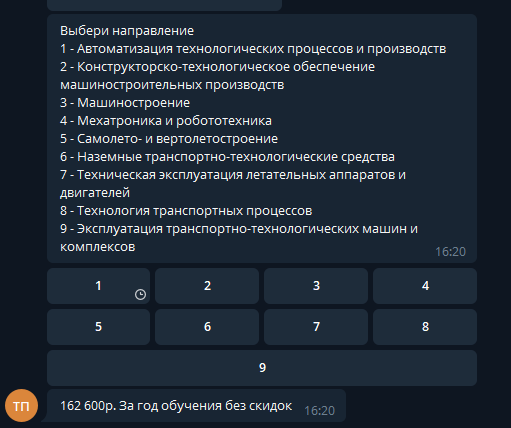 Выбери направление
1 - Автоматизация технологических процессов и производств
2 - Конструкторско-технологическое обеспечение
машиностроительных производств
3 - Машиностроение
4 - Мехатроника и робототехника
5 - Самолето- и вертолетостроение
6 - Наземные транспортно-технологические средства
7 - Техническая эксплуатация летательных аппаратов и
двигателей
8 - Технология транспортных процессов
9 - Эксплуатация транспортно-технологических машин и
комплексов
16:20
1 2 3 4
5 6 7 8
9
ТП
162 600р. За год обучения без скидок 16:20